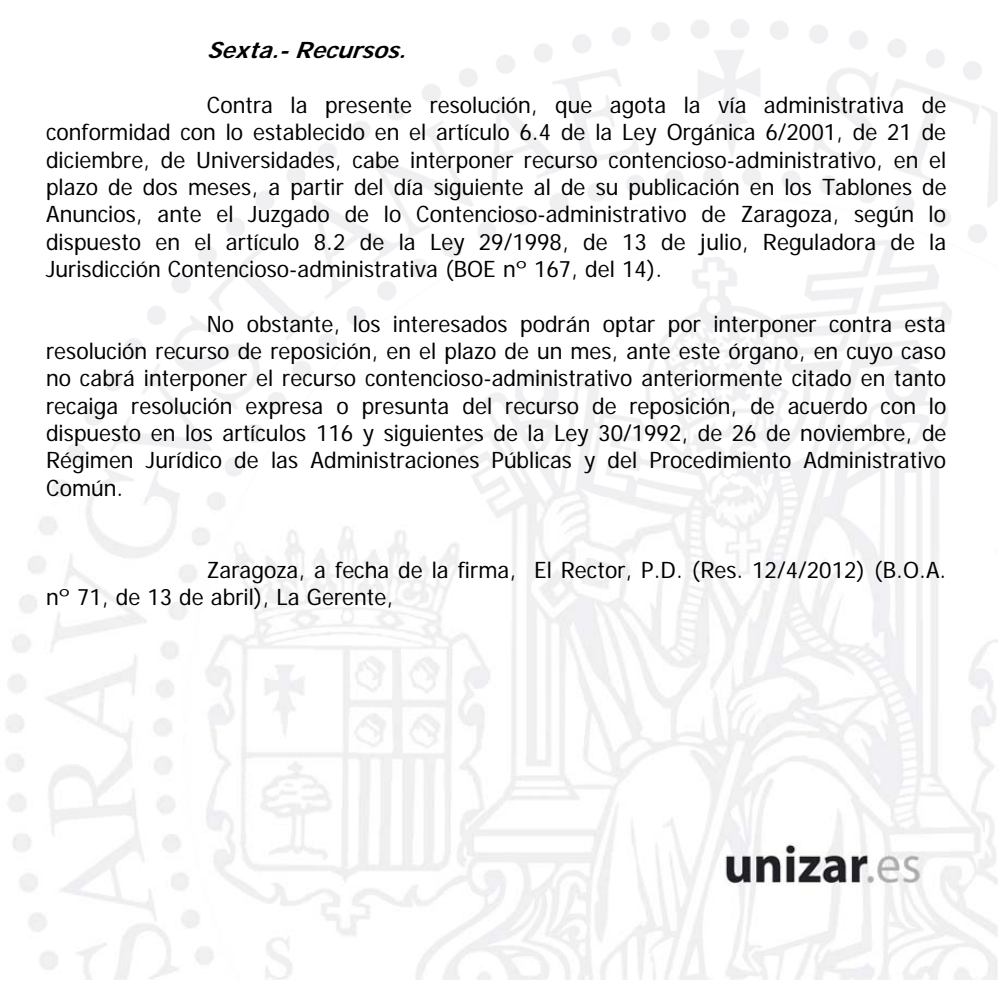 Sexta.- Recursos.
Contra la presente resolución, que agota la vía administrativa de
conformidad con lo establecido en el artículo 6.4 de la Ley Orgánica 6/2001, de 21 de
diciembre, de Universidades, cabe interponer recurso contencioso-administrativo, en el
plazo de dos meses, a partir del día siguiente al de su publicación en los Tablones de
Anuncios, ante el Juzgado de lo Contencioso-administrativo de Zaragoza, según lo
dispuesto en el artículo 8.2 de la Ley 29/1998, de 13 de julio, Reguladora de la
Jurisdicción Contencioso-administrativa (BOE nº 167, del 14).
No obstante, los interesados podrán optar por interponer contra esta
resolución recurso de reposición, en el plazo de un mes, ante este órgano, en cuyo caso
no cabrá interponer el recurso contencioso-administrativo anteriormente citado en tanto
recaiga resolución expresa o presunta del recurso de reposición, de acuerdo con lo
dispuesto en los artículos 116 y siguientes de la Ley 30/1992, de 26 de noviembre, de
Régimen Jurídico de las Administraciones Públicas y del Procedimiento Administrativo
Común.
Zaragoza, a fecha de la firma, El Rector, P.D. (Res. 12/4/2012) (B.O.A.
nº 71, de 13 de abril), La Gerente,
unizar.es